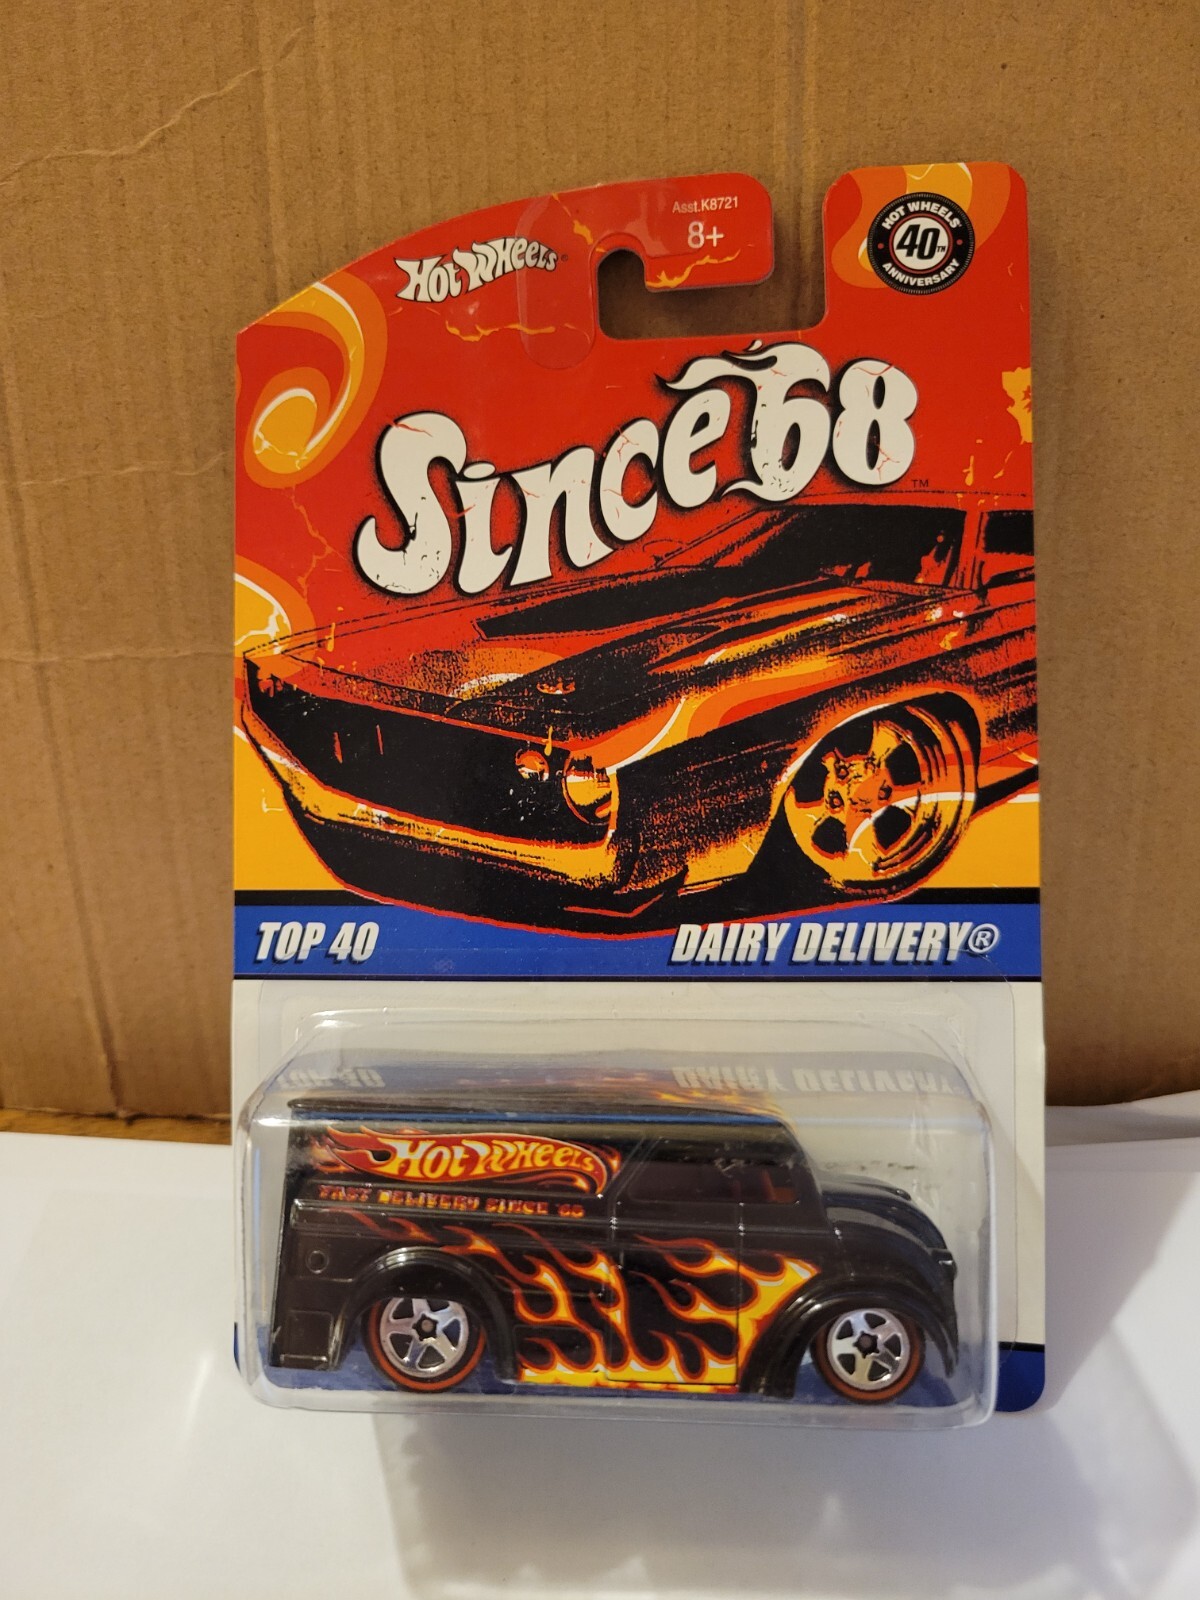 Asst.K8721
8+
HOT WHEELS®
40TM
ANNIVERSARY
HOT WHEELS®
Since '68
TM
TOP 40
DAIRY DELIVERY®
HOT WHEELS
FAST DELIVERY SINCE '68